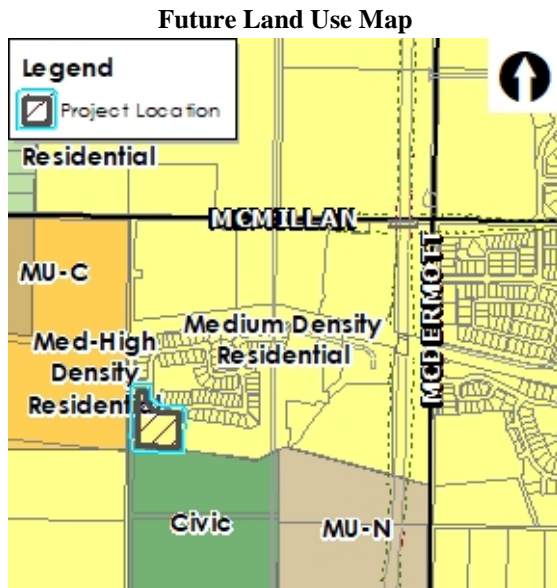 Future Land Use Map
Legend
Project Location
Residential
MCMILLAN
MU-C
MCDERMOTT
Med-High
Density
Residential
Medium Density
Residential
Civic
MU-N